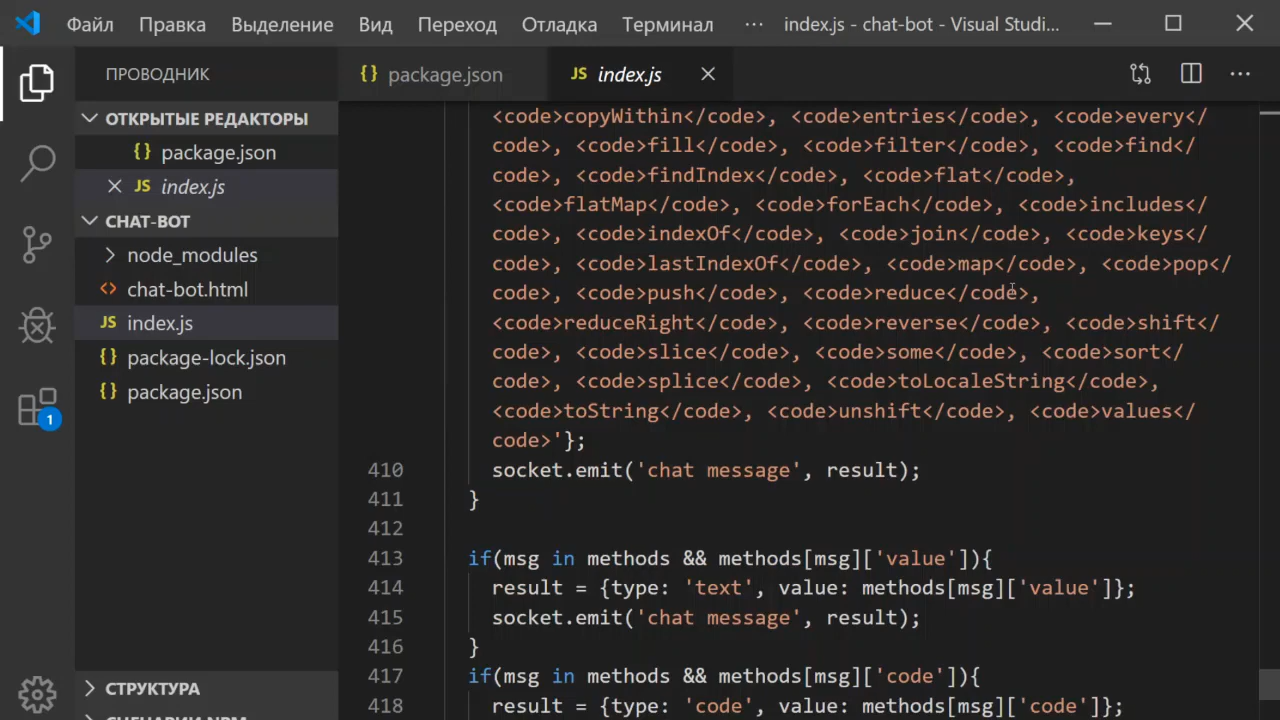 Файл Правка Выделение Вид Переход Отладка Терминал ··· index.js - chat-bot - Visual Studi...
ПРОВОДНИК
ОТКРЫТЫЕ РЕДАКТОРЫ
{} package.json
JS index.js
CHAT-BOT
node_modules
<> chat-bot.html
JS index.js
{} package-lock.json
{} package.json
1
СТРУКТУРА
СЦЕНАРИИ NPM
{} package.json JS index.js
<code>copyWithin</code>, <code>entries</code>, <code>every</
code>, <code>fill</code>, <code>filter</code>, <code>find</
code>, <code>findIndex</code>, <code>flat</code>,
<code>flatMap</code>, <code>forEach</code>, <code>includes</
code>, <code>indexOf</code>, <code>join</code>, <code>keys</
code>, <code>lastIndexOf</code>, <code>map</code>, <code>pop</
code>, <code>push</code>, <code>reduce</code>,
<code>reduceRight</code>, <code>reverse</code>, <code>shift</
code>, <code>slice</code>, <code>some</code>, <code>sort</
code>, <code>splice</code>, <code>toLocaleString</code>,
<code>toString</code>, <code>unshift</code>, <code>values</
code>'};
410 socket.emit('chat message', result);
411 }
412
413 if(msg in methods && methods[msg]['value']){
414 result = {type: 'text', value: methods[msg]['value']};
415 socket.emit('chat message', result);
416 }
417 if(msg in methods && methods[msg]['code']){
418 result = {type: 'code', value: methods[msg]['code']};